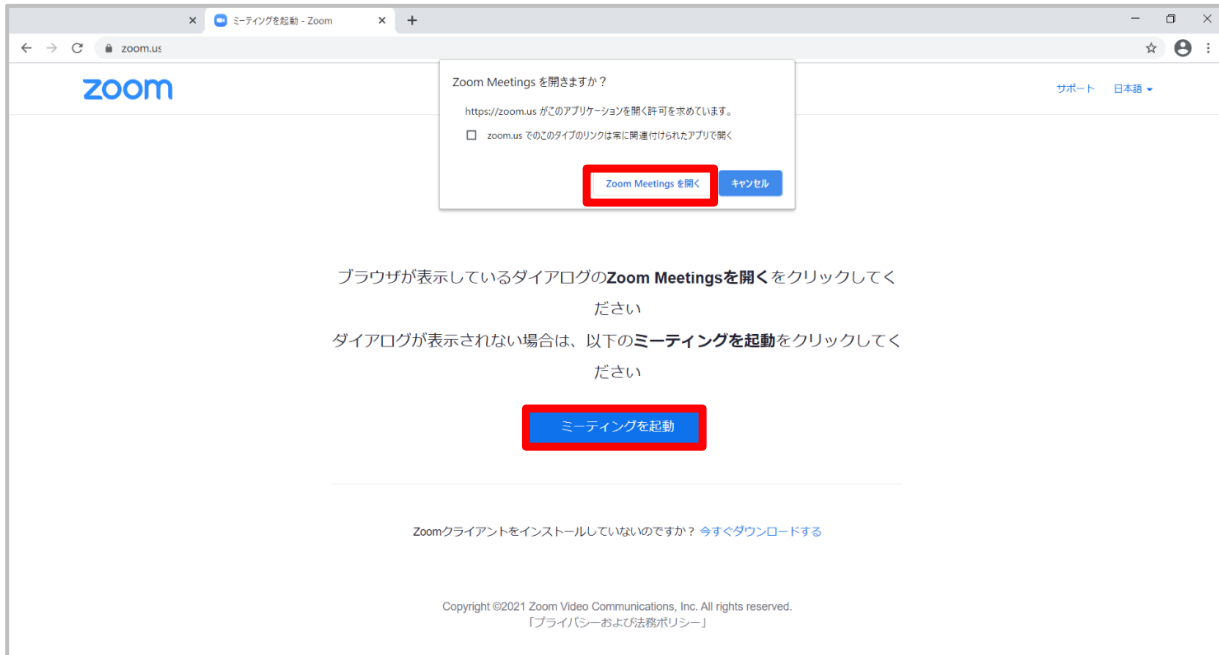 ミーティングを起動 - Zoom
zoom.us
zoom
サポート 日本語
Zoom Meetings を開きますか？
https://zoom.us がこのアプリケーションを開く許可を求めています。
zoom.us でのこのタイプのリンクは常に関連付けられたアプリで開く
Zoom Meetings を開く キャンセル
ブラウザが表示しているダイアログのZoom Meetingsを開くをクリックしてく
ださい
ダイアログが表示されない場合は、以下のミーティングを起動をクリックしてく
ださい
ミーティングを起動
Zoomクライアントをインストールしていないのですか？ 今すぐダウンロードする
Copyright ©2021 Zoom Video Communications, Inc. All rights reserved.
「プライバシーおよび法務ポリシー」